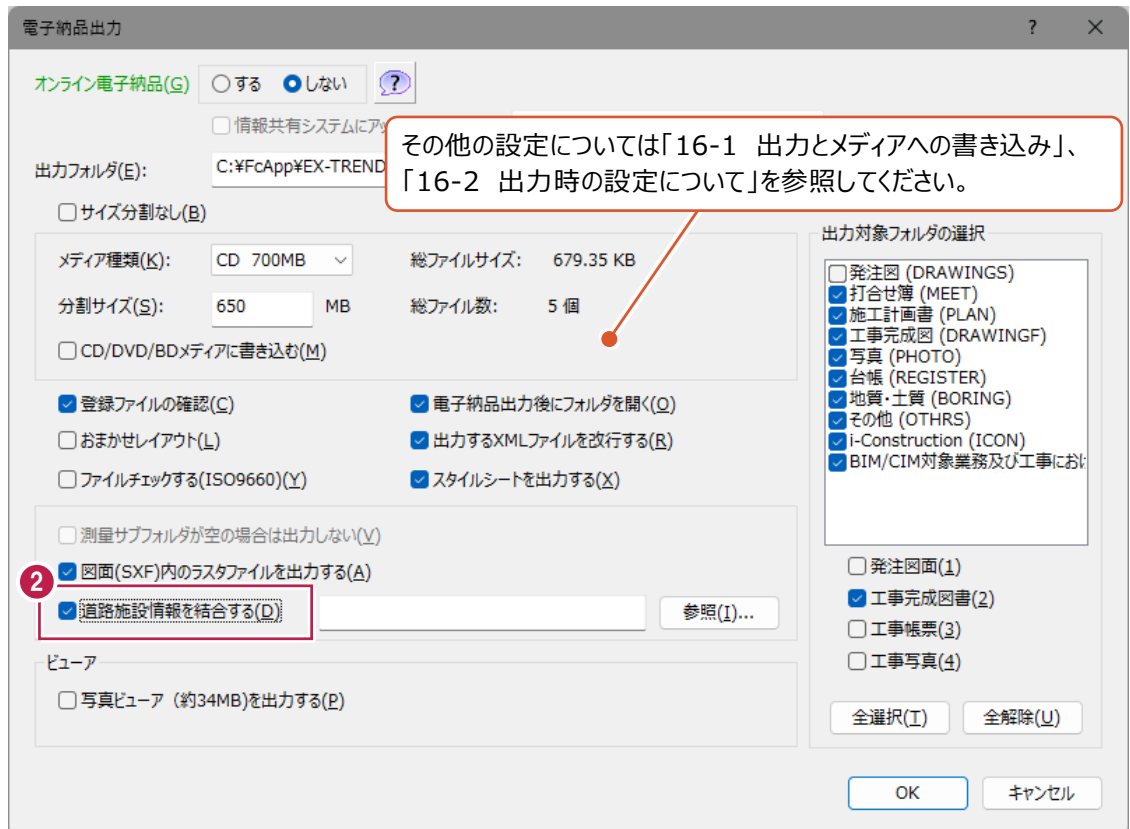 電子納品出力 ? ×
オンライン電子納品(G) する しない ?
情報共有システムにアッ
その他の設定については「16-1 出力とメディアへの書き込み」、
「16-2 出力時の設定について」を参照してください。
出力フォルダ(E): C:¥FcApp¥EX-TREND
サイズ分割なし(B)
メディア種類(K): CD 700MB 総ファイルサイズ: 679.35 KB
分割サイズ(S): 650 MB 総ファイル数: 5 個
CD/DVD/BDメディアに書き込む(M)
登録ファイルの確認(C) 電子納品出力後にフォルダを開く(O)
おまかせレイアウト(L) 出力するXMLファイルを改行する(R)
ファイルチェックする(ISO9660)(Y) スタイルシートを出力する(X)
測量サブフォルダが空の場合は出力しない(V)
図面(SXF)内のラスタファイルを出力する(A)
2
道路施設情報を結合する(D) 参照(I)...
ビューア
写真ビューア (約34MB)を出力する(P)
出力対象フォルダの選択
発注図 (DRAWINGS)
打合せ簿 (MEET)
施工計画書 (PLAN)
工事完成図 (DRAWINGF)
写真 (PHOTO)
台帳 (REGISTER)
地質・土質 (BORING)
その他 (OTHRS)
i-Construction (ICON)
BIM/CIM対象業務及び工事におけ
発注図面(1)
工事完成図書(2)
工事帳票(3)
工事写真(4)
全選択(T) 全解除(U)
OK キャンセル